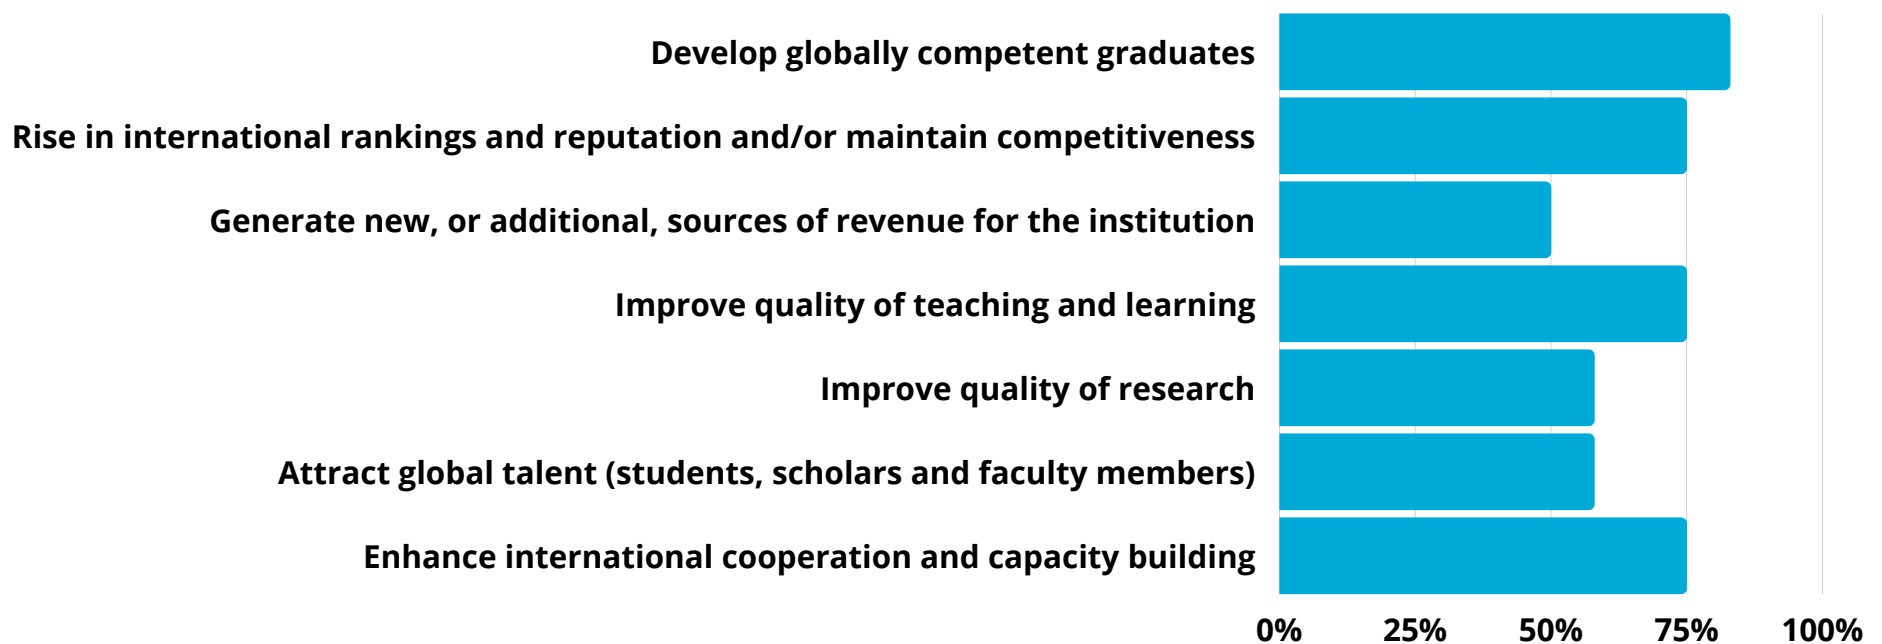 Develop globally competent graduates
Rise in international rankings and reputation and/or maintain competitiveness
Generate new, or additional, sources of revenue for the institution
Improve quality of teaching and learning
Improve quality of research
Attract global talent (students, scholars and faculty members)
Enhance international cooperation and capacity building
0% 25% 50% 75% 100%